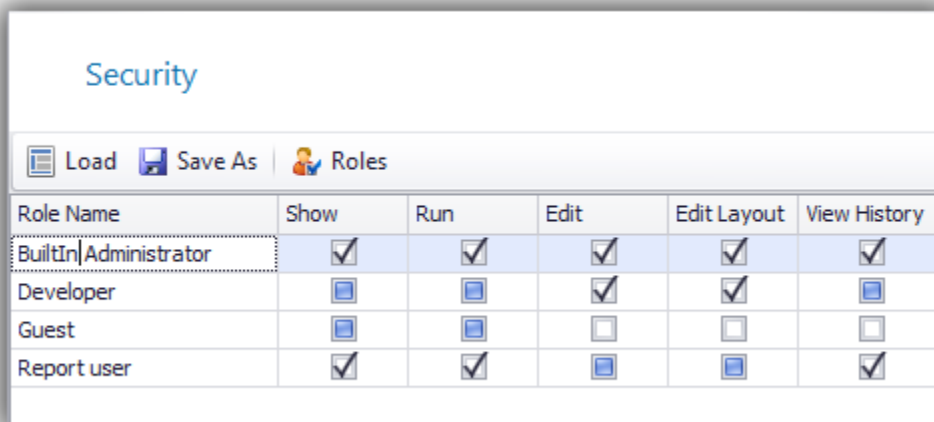 Security
Load Save As Roles
Role Name Show Run Edit Edit Layout View History
BuiltIn Administrator
Developer
Guest
Report user